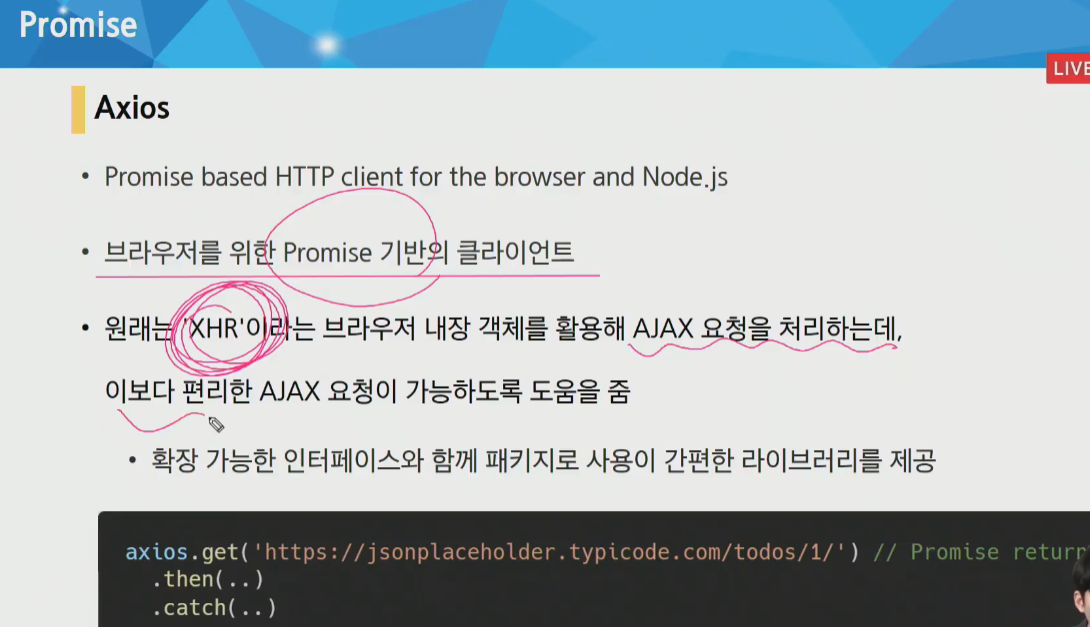 Promise
LIVE
Axios
• Promise based HTTP client for the browser and Node.js
• 브라우저를 위한 Promise 기반의 클라이언트
• 원래는 'XHR'이라는 브라우저 내장 객체를 활용해 AJAX 요청을 처리하는데,
이보다 편리한 AJAX 요청이 가능하도록 도움을 줌
• 확장 가능한 인터페이스와 함께 패키지로 사용이 간편한 라이브러리를 제공
axios.get('https://jsonplaceholder.typicode.com/todos/1/') // Promise return
.then(..)
.catch(..)